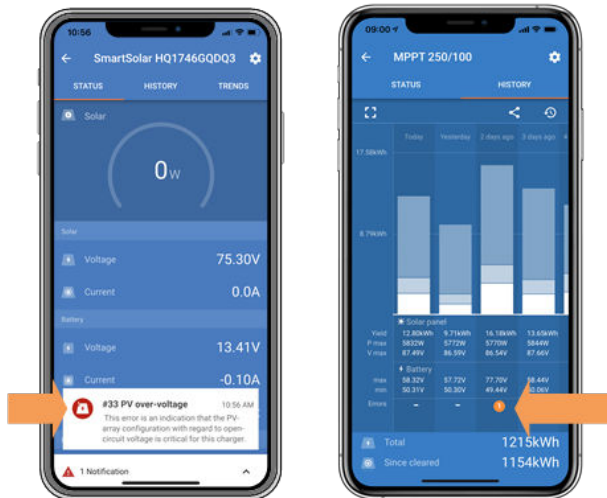 10:56
SmartSolar HQ1746GQDQ3
STATUS HISTORY TRENDS
Solar
0W
Solar
Voltage 75.30V
Current 0.0A
Battery
Voltage 13.41V
Current -0.10A
#33 PV over-voltage 10:56 AM
This error is an indication that the PV-
array configuration with regard to open-
circuit voltage is critical for this charger.
1 Notification
09:00
MPPT 250/100
STATUS HISTORY
Today Yesterday 2 days ago 3 days ago 4
17.58kWh
8.79kWh
Solar panel
Yield 12.80kWh 9.71kWh 16.18kWh 13.65kWh
P max 5832W 5772W 5770W 5844W
V max 87.49V 86.59V 86.54V 87.66V
Battery
max 58.32V 57.72V 77.70V 58.44V
min 50.31V 50.30V 49.44V 50.06V
Errors - -
Total 1215kWh
Since cleared 1154kWh